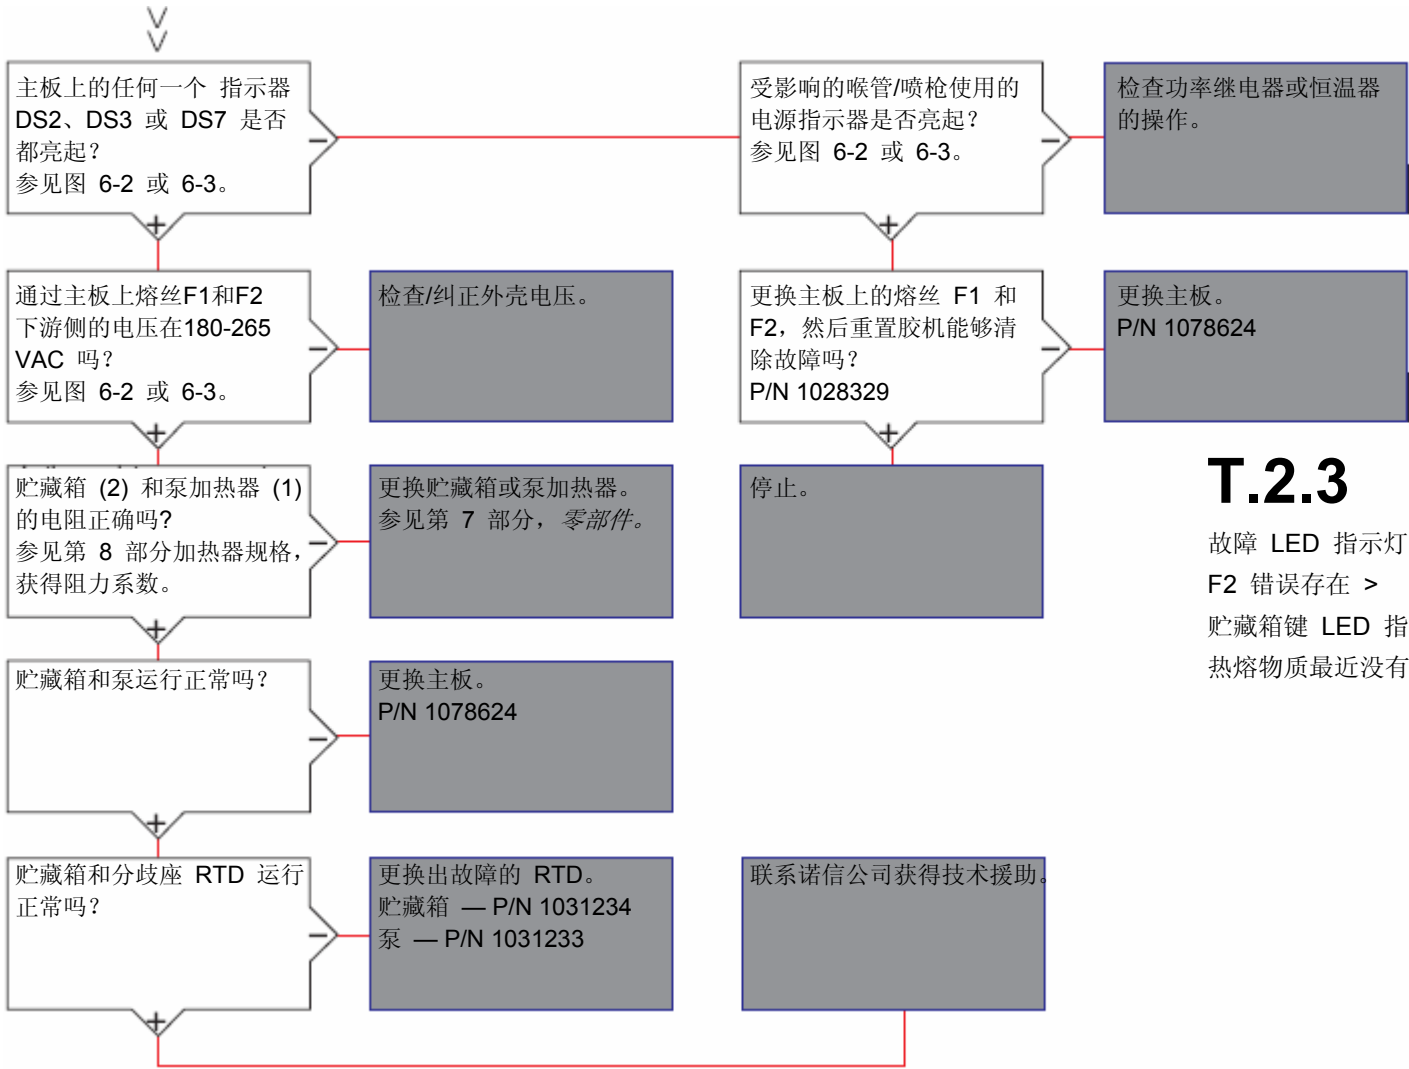 主板上的任何一个 指示器
DS2、DS3 或 DS7 是否
都亮起？
参见图 6-2 或 6-3。
受影响的喉管/喷枪使用的
电源指示器是否亮起？
参见图 6-2 或 6-3。
检查功率继电器或恒温器
的操作。
通过主板上熔丝F1和F2
下游侧的电压在180-265
VAC 吗？
参见图 6-2 或 6-3。
检查/纠正外壳电压。
更换主板上的熔丝 F1 和
F2，然后重置胶机能够清
除故障吗？
P/N 1028329
更换主板。
P/N 1078624
贮藏箱 (2) 和泵加热器 (1)
的电阻正确吗?
参见第 8 部分加热器规格，
获得阻力系数。
更换贮藏箱或泵加热器。
参见第 7 部分，零部件。
停止。
T.2.3
故障 LED 指示灯
F2 错误存在 >
贮藏箱键 LED 指
热熔物质最近没有
贮藏箱和泵运行正常吗？
更换主板。
P/N 1078624
贮藏箱和分歧座 RTD 运行
正常吗？
更换出故障的 RTD。
贮藏箱 — P/N 1031234
泵 — P/N 1031233
联系诺信公司获得技术援助。